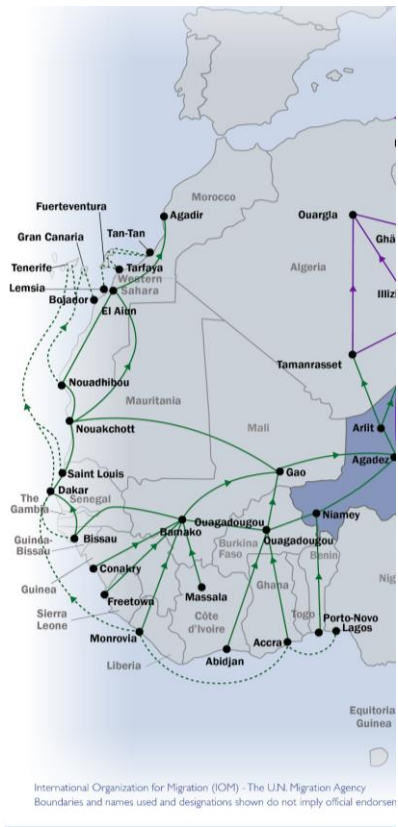 Morocco
Fuerteventura
Agadir
Ouargla
Gran Canaria
Tan-Tan
Ghā
Tenerife
Tarfaya
Algeria
Western
Sahara
Lemsia
Bojador
El Aiun
Illizi
Tamanrasset
Nouadhibou
Mauritania
Nouakchott
Mali
Arlit
Agadez
Saint Louis
Gao
Dakar
The
Gambia
Senegal
Niamey
Ouagadougou
Bamako
Guinea-
Bissau
Bissau
Burkina
Faso
Ouagadougou
Benin
Conakry
Guinea
Freetown
Massala
Ghana
Nig
Sierra
Leone
Côte
d'Ivoire
Togo
Porto-Novo
Lagos
Monrovia
Accra
Liberia
Abidjan
Equitoria
Guinea
International Organization for Migration (IOM) - The U.N. Migration Agency
Boundaries and names used and designations shown do not imply official endorsen